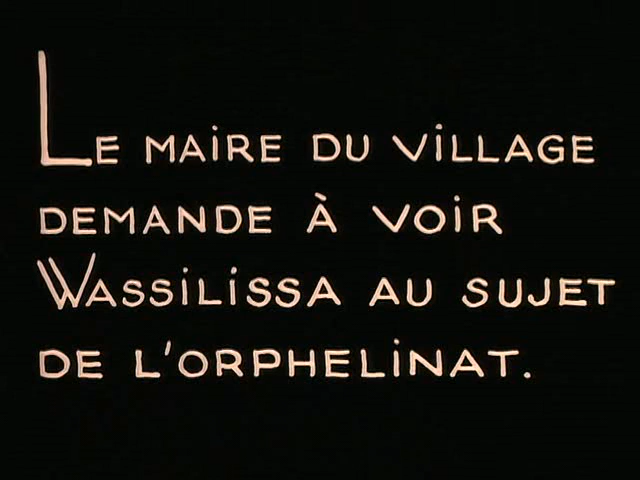 Le maire du village
demande à voir
Wassilissa au sujet
de l'orphelinat.